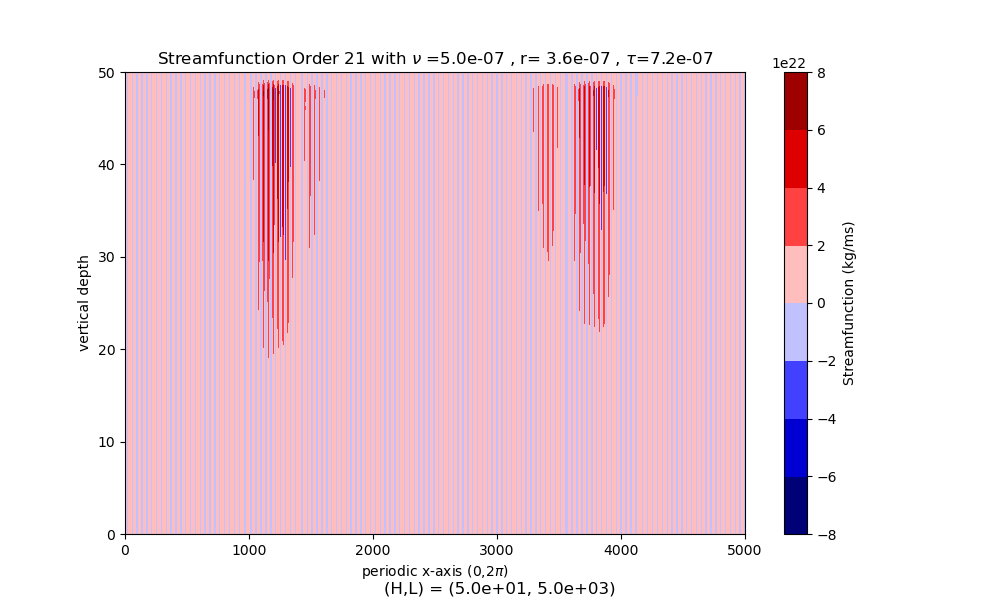 Streamfunction Order 21 with ν =5.0e-07 , r= 3.6e-07 , τ=7.2e-07
1e22
50
40
30
20
10
0
vertical depth
0 1000 2000 3000 4000 5000
periodic x-axis (0,2π)
(H,L) = (5.0e+01, 5.0e+03)
8
6
4
2
0
−2
−4
−6
−8
Streamfunction (kg/ms)